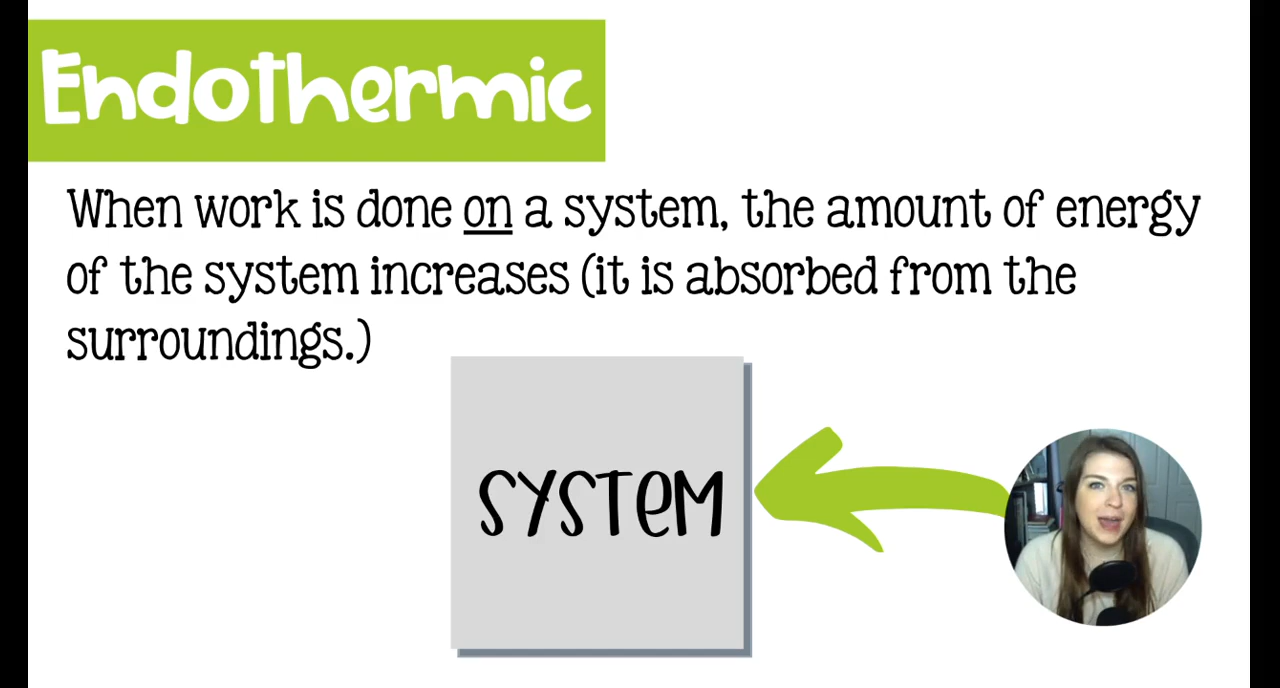 Endothermic
When work is done on a system, the amount of energy
of the system increases (it is absorbed from the
surroundings.)
SYSTEM